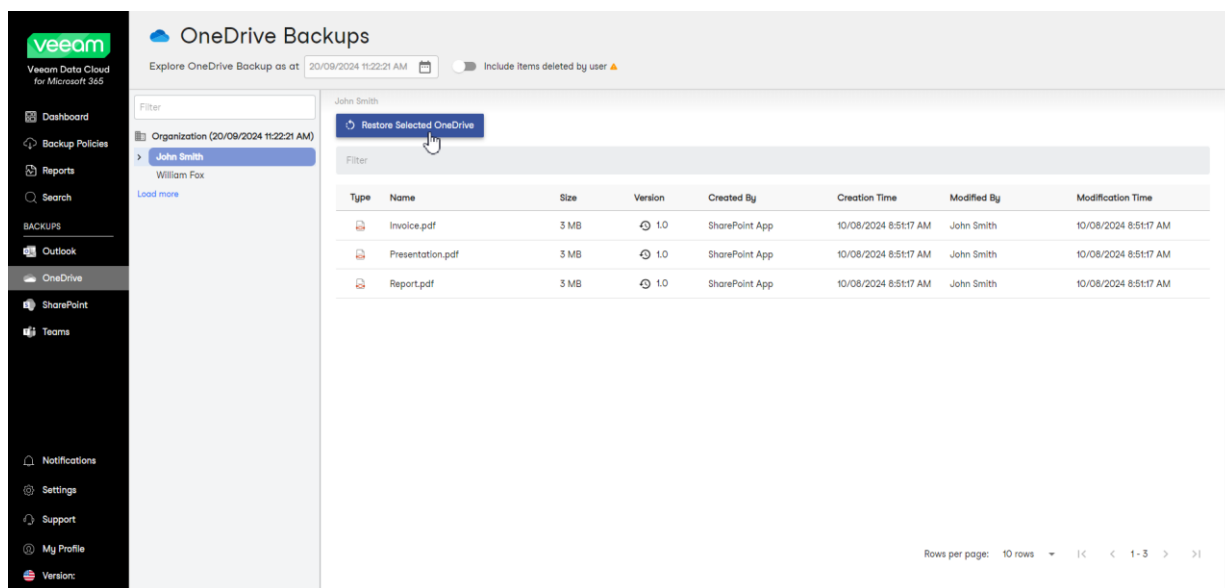 veeam
Veeam Data Cloud
for Microsoft 365
Dashboard
Backup Policies
Reports
Search
BACKUPS
Outlook
OneDrive
SharePoint
Teams
Notifications
Settings
Support
My Profile
Version:
OneDrive Backups
Explore OneDrive Backup as at 20/09/2024 11:22:21 AM Include items deleted by user
Filter
Organization (20/09/2024 11:22:21 AM)
John Smith
William Fox
Load more
John Smith
Restore Selected OneDrive
Filter
Type Name Size Version Created By Creation Time Modified By Modification Time
Invoice.pdf 3 MB 1.0 SharePoint App 10/08/2024 8:51:17 AM John Smith 10/08/2024 8:51:17 AM
Presentation.pdf 3 MB 1.0 SharePoint App 10/08/2024 8:51:17 AM John Smith 10/08/2024 8:51:17 AM
Report.pdf 3 MB 1.0 SharePoint App 10/08/2024 8:51:17 AM John Smith 10/08/2024 8:51:17 AM
Rows per page: 10 rows 1-3